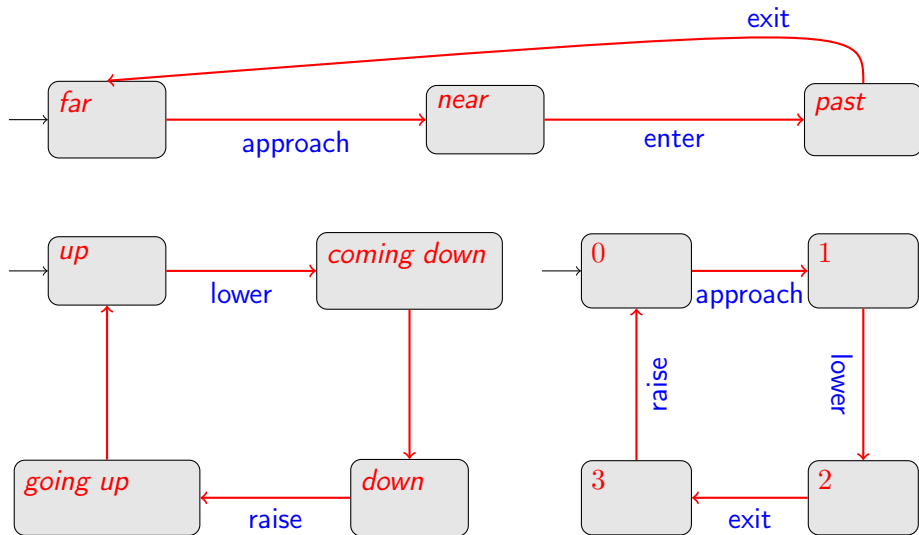 exit
far
near
past
approach
enter
up
coming down
0
1
lower
approach
raise
lower
going up
down
3
2
raise
exit